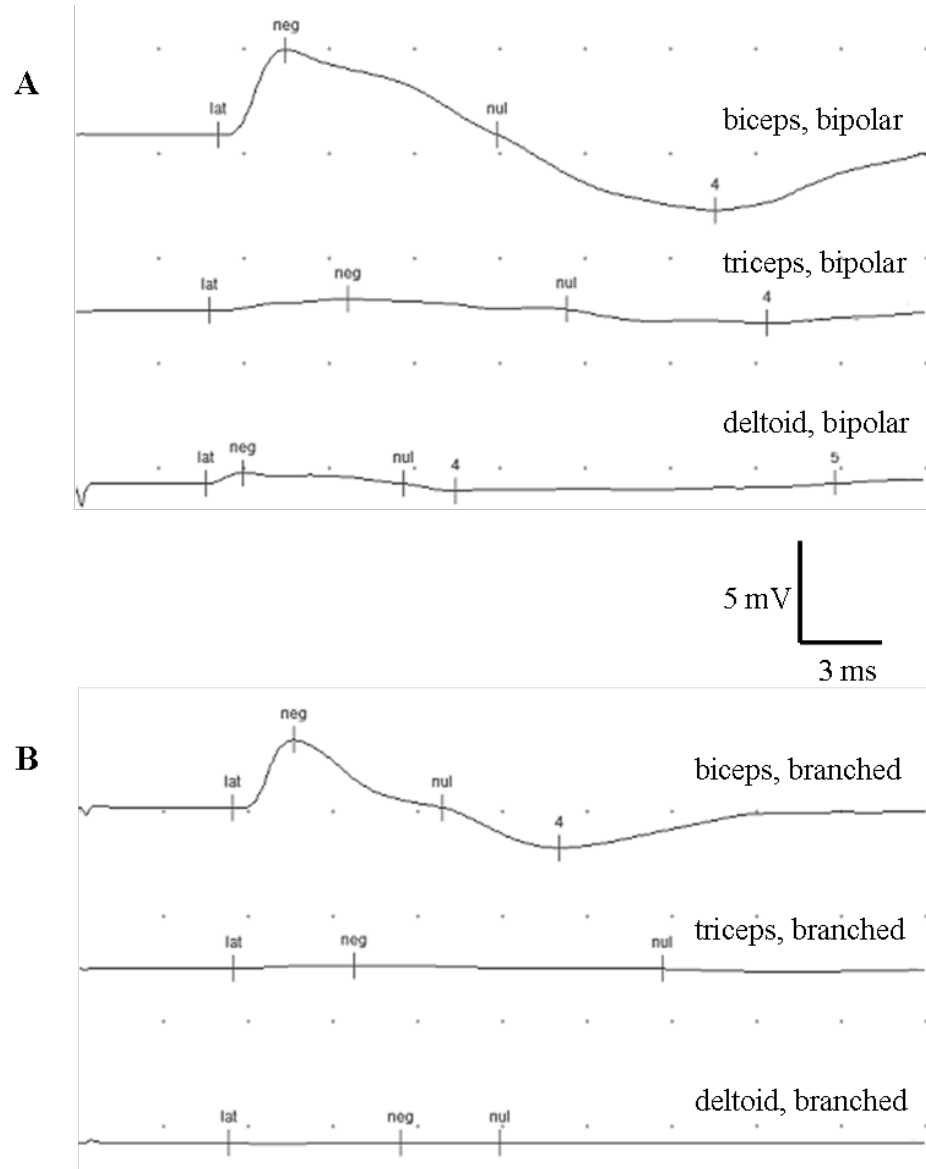 neg
A
lat
nul
biceps, bipolar
4
triceps, bipolar
lat
neg
nul
4
deltoid, bipolar
lat
neg
nul
4
5
5 mV
3 ms
B
neg
lat
nul
biceps, branched
4
triceps, branched
lat
neg
nul
deltoid, branched
lat
neg
nul